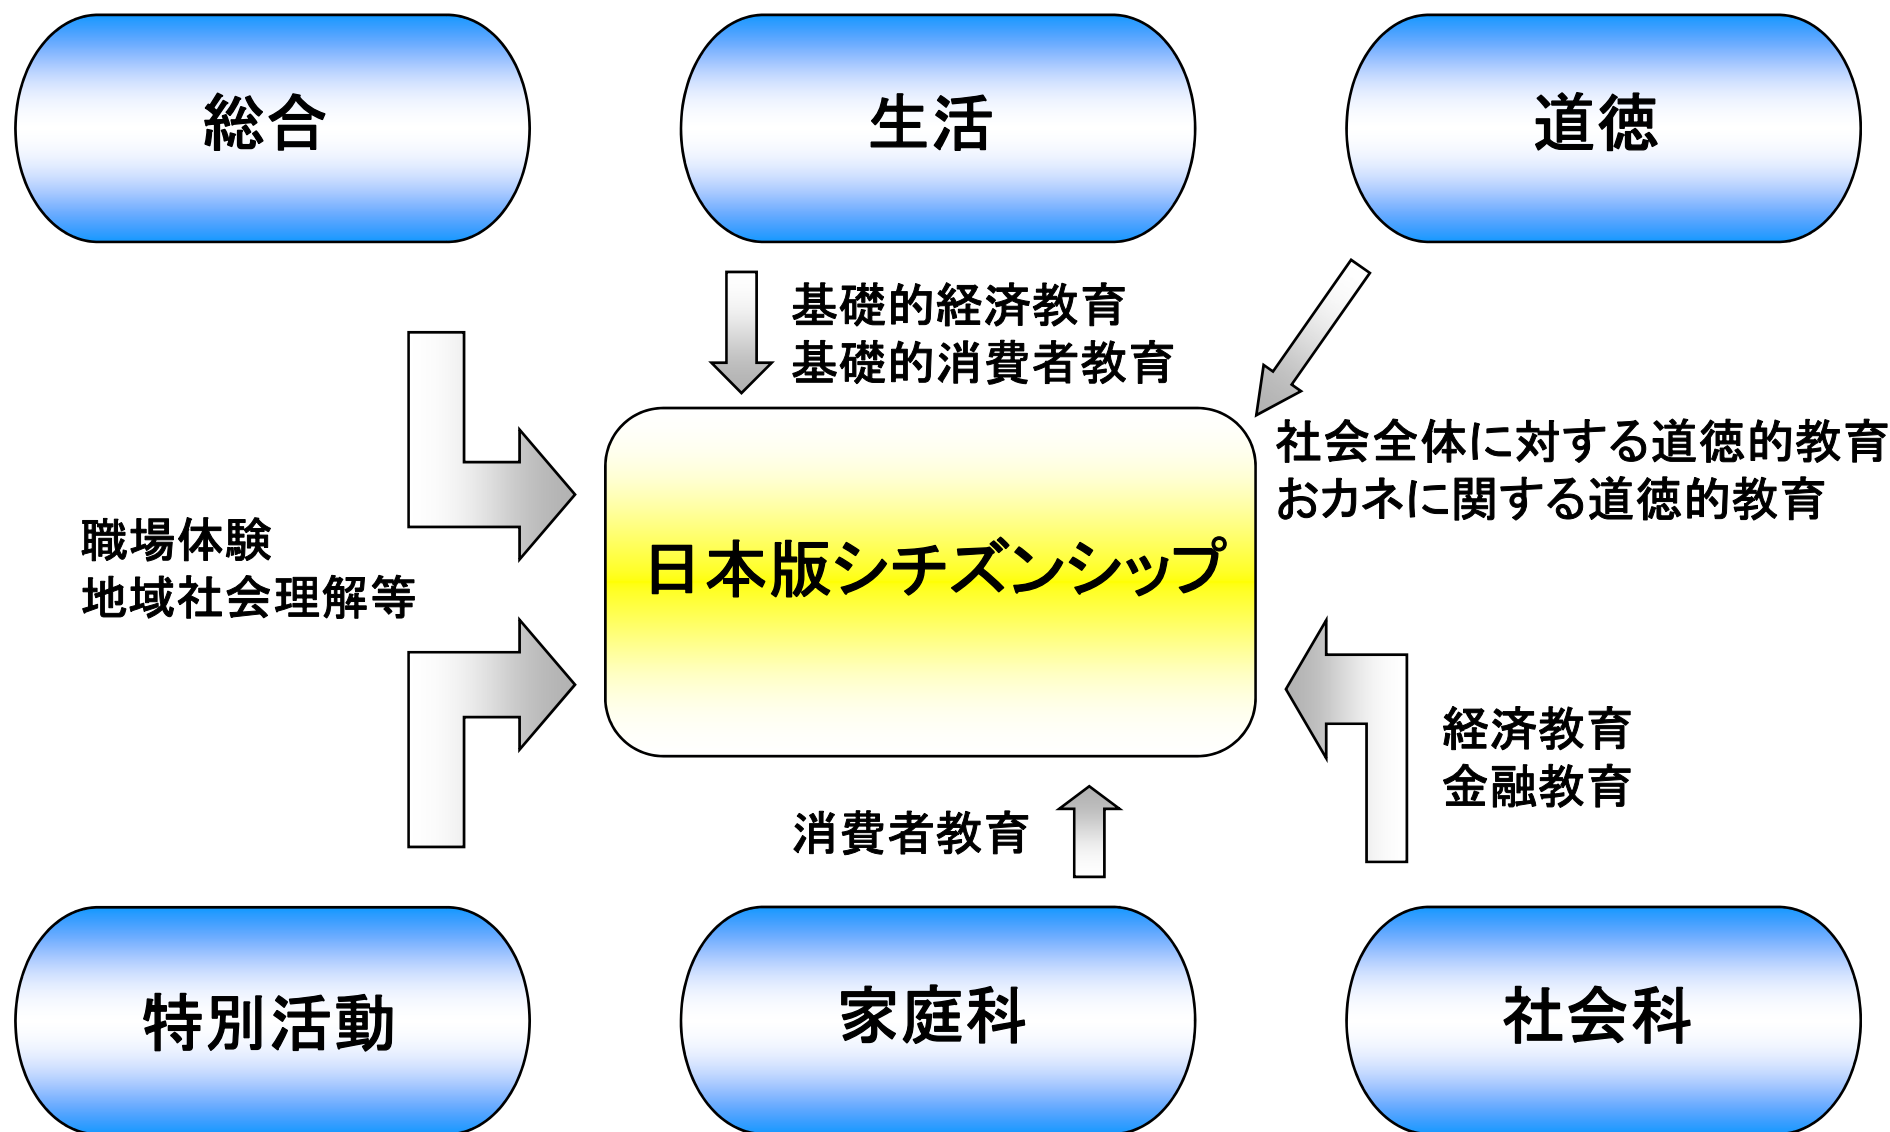 総合
生活
道徳
基礎的経済教育
基礎的消費者教育
社会全体に対する道徳的教育
おカネに関する道徳的教育
職場体験
地域社会理解等
日本版シチズンシップ
経済教育
金融教育
消費者教育
特別活動
家庭科
社会科